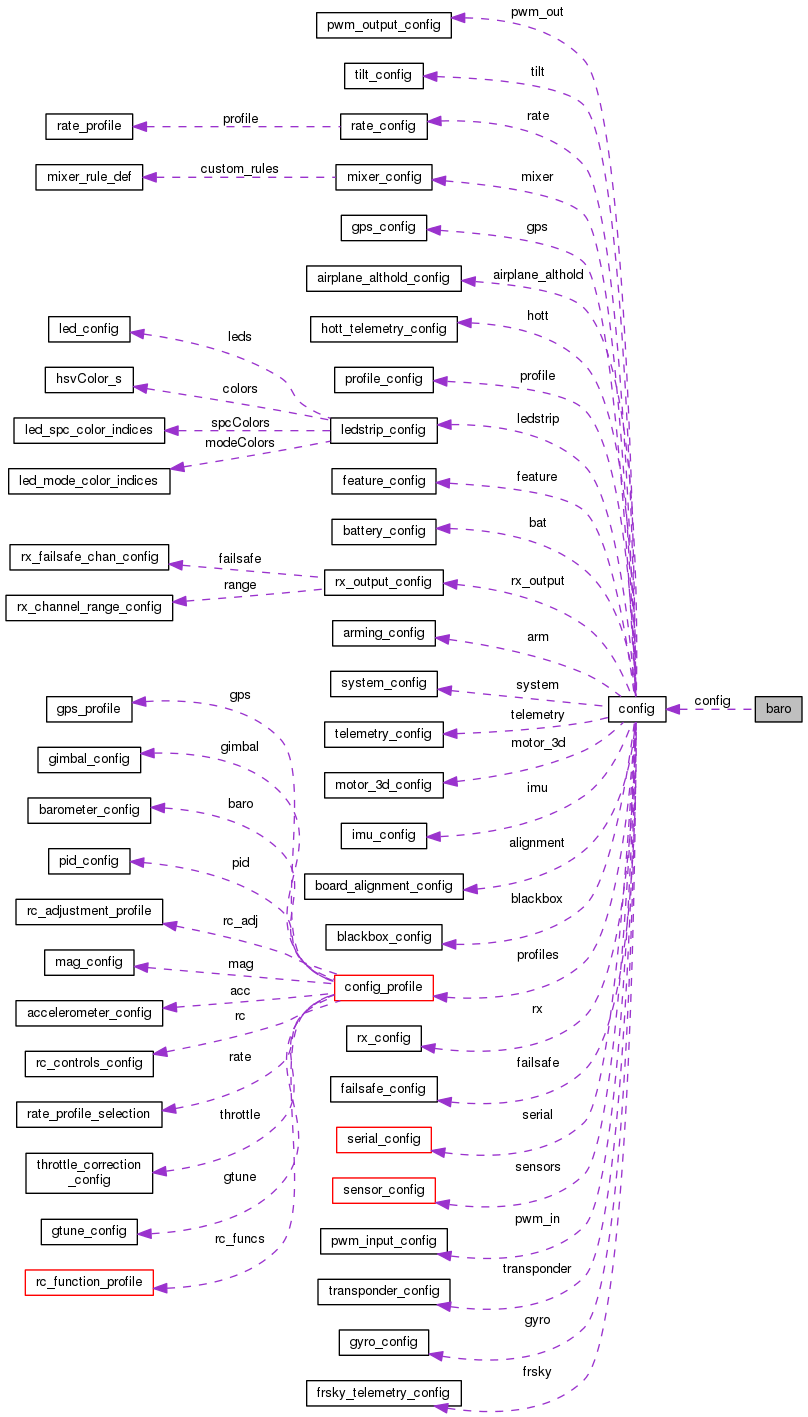 pwm_output_config
pwm_out
tilt_config
tilt
rate_profile
profile
rate_config
rate
mixer_rule_def
custom_rules
mixer_config
mixer
gps_config
gps
airplane_althold_config
airplane_althold
hott_telemetry_config
hott
led_config
leds
hsvColor_s
colors
profile_config
profile
led_spc_color_indices
spcColors
modeColors
ledstrip_config
ledstrip
led_mode_color_indices
feature_config
feature
battery_config
bat
rx_failsafe_chan_config
failsafe
rx_channel_range_config
range
rx_output_config
rx_output
arming_config
arm
system_config
system
config
config
baro
telemetry_config
telemetry
motor_3d_config
motor_3d
imu_config
imu
gps_profile
gps
gimbal_config
gimbal
barometer_config
baro
pid_config
pid
rc_adjustment_profile
rc_adj
mag_config
mag
accelerometer_config
acc
rc_controls_config
rc
rate_profile_selection
rate
throttle_correction
_config
throttle
gtune_config
gtune
rc_function_profile
rc_funcs
board_alignment_config
alignment
blackbox_config
blackbox
config_profile
profiles
rx_config
rx
failsafe_config
failsafe
serial_config
serial
sensor_config
sensors
pwm_input_config
pwm_in
transponder_config
transponder
gyro_config
gyro
frsky_telemetry_config
frsky